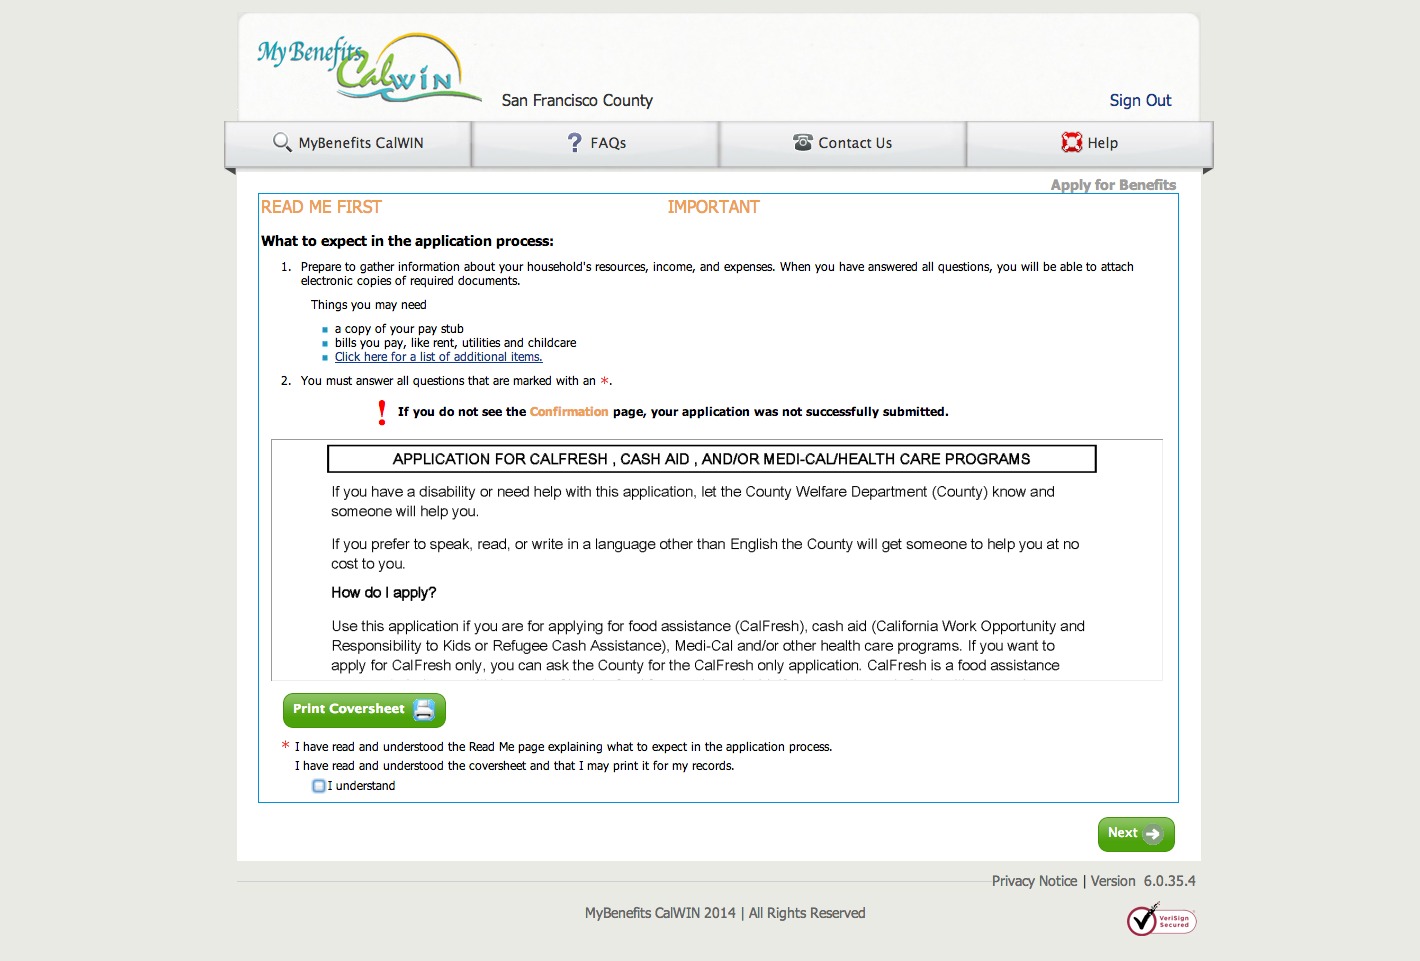 My Benefits
CalWIN
San Francisco County
Sign Out
MyBenefits CalWIN
FAQs
Contact Us
Help
Apply for Benefits
READ ME FIRST
IMPORTANT
What to expect in the application process:
1. Prepare to gather information about your household's resources, income, and expenses. When you have answered all questions, you will be able to attach
electronic copies of required documents.
Things you may need
a copy of your pay stub
bills you pay, like rent, utilities and childcare
Click here for a list of additional items.
2. You must answer all questions that are marked with an *.
! If you do not see the Confirmation page, your application was not successfully submitted.
APPLICATION FOR CALFRESH , CASH AID , AND/OR MEDI-CAL/HEALTH CARE PROGRAMS
If you have a disability or need help with this application, let the County Welfare Department (County) know and
someone will help you.
If you prefer to speak, read, or write in a language other than English the County will get someone to help you at no
cost to you.
How do I apply?
Use this application if you are for applying for food assistance (CalFresh), cash aid (California Work Opportunity and
Responsibility to Kids or Refugee Cash Assistance), Medi-Cal and/or other health care programs. If you want to
apply for CalFresh only, you can ask the County for the CalFresh only application. CalFresh is a food assistance
Print Coversheet
* I have read and understood the Read Me page explaining what to expect in the application process.
I have read and understood the coversheet and that I may print it for my records.
I understand
Next
Privacy Notice | Version 6.0.35.4
MyBenefits CalWIN 2014 | All Rights Reserved
VeriSign
Secured